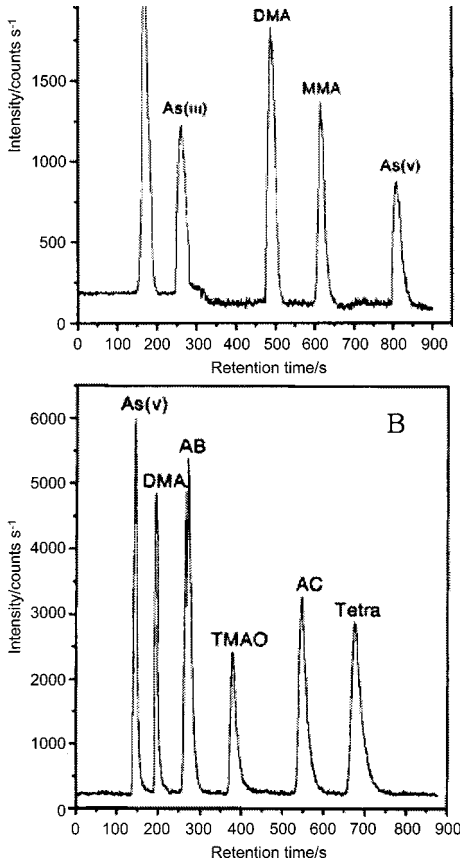 DMA
1500
MMA
As(III)
Intensity/counts s⁻¹
1000
As(v)
500
0
0 100 200 300 400 500 600 700 800 900
Retention time/s
As(v)
B
6000
AB
DMA
5000
4000
Intensity/counts s⁻¹
AC
3000
Tetra
TMAO
2000
1000
0
0 100 200 300 400 500 600 700 800 900
Retention time/s